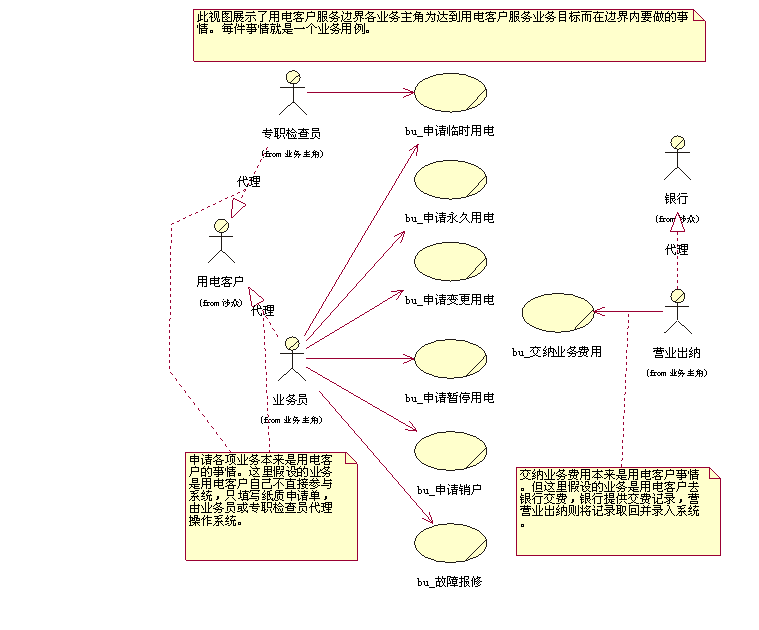 此视图展示了用电客户服务边界各业务主角为达到用电客户服务业务目标而在边界内要做的事
情。每件事情就是一个业务用例。
专职检查员
(from 业务主角)
代理
用电客户
(from 涉众)
代理
业务员
(from 业务主角)
申请各项业务本来是用电客
户的事情。这里假设的业务
是用电客户自己不直接参与
系统，只填写纸质申请单，
由业务员或专职检查员代理
操作系统。
bu_申请临时用电
bu_申请永久用电
bu_申请变更用电
bu_申请暂停用电
bu_申请销户
bu_故障报修
银行
(from 涉众)
代理
营业出纳
(from 业务主角)
bu_交纳业务费用
交纳业务费用本来是用电客户事情
。但这里假设的业务是用电客户去
银行交费，银行提供交费记录，营
营业出纳则将记录取回并录入系统
。